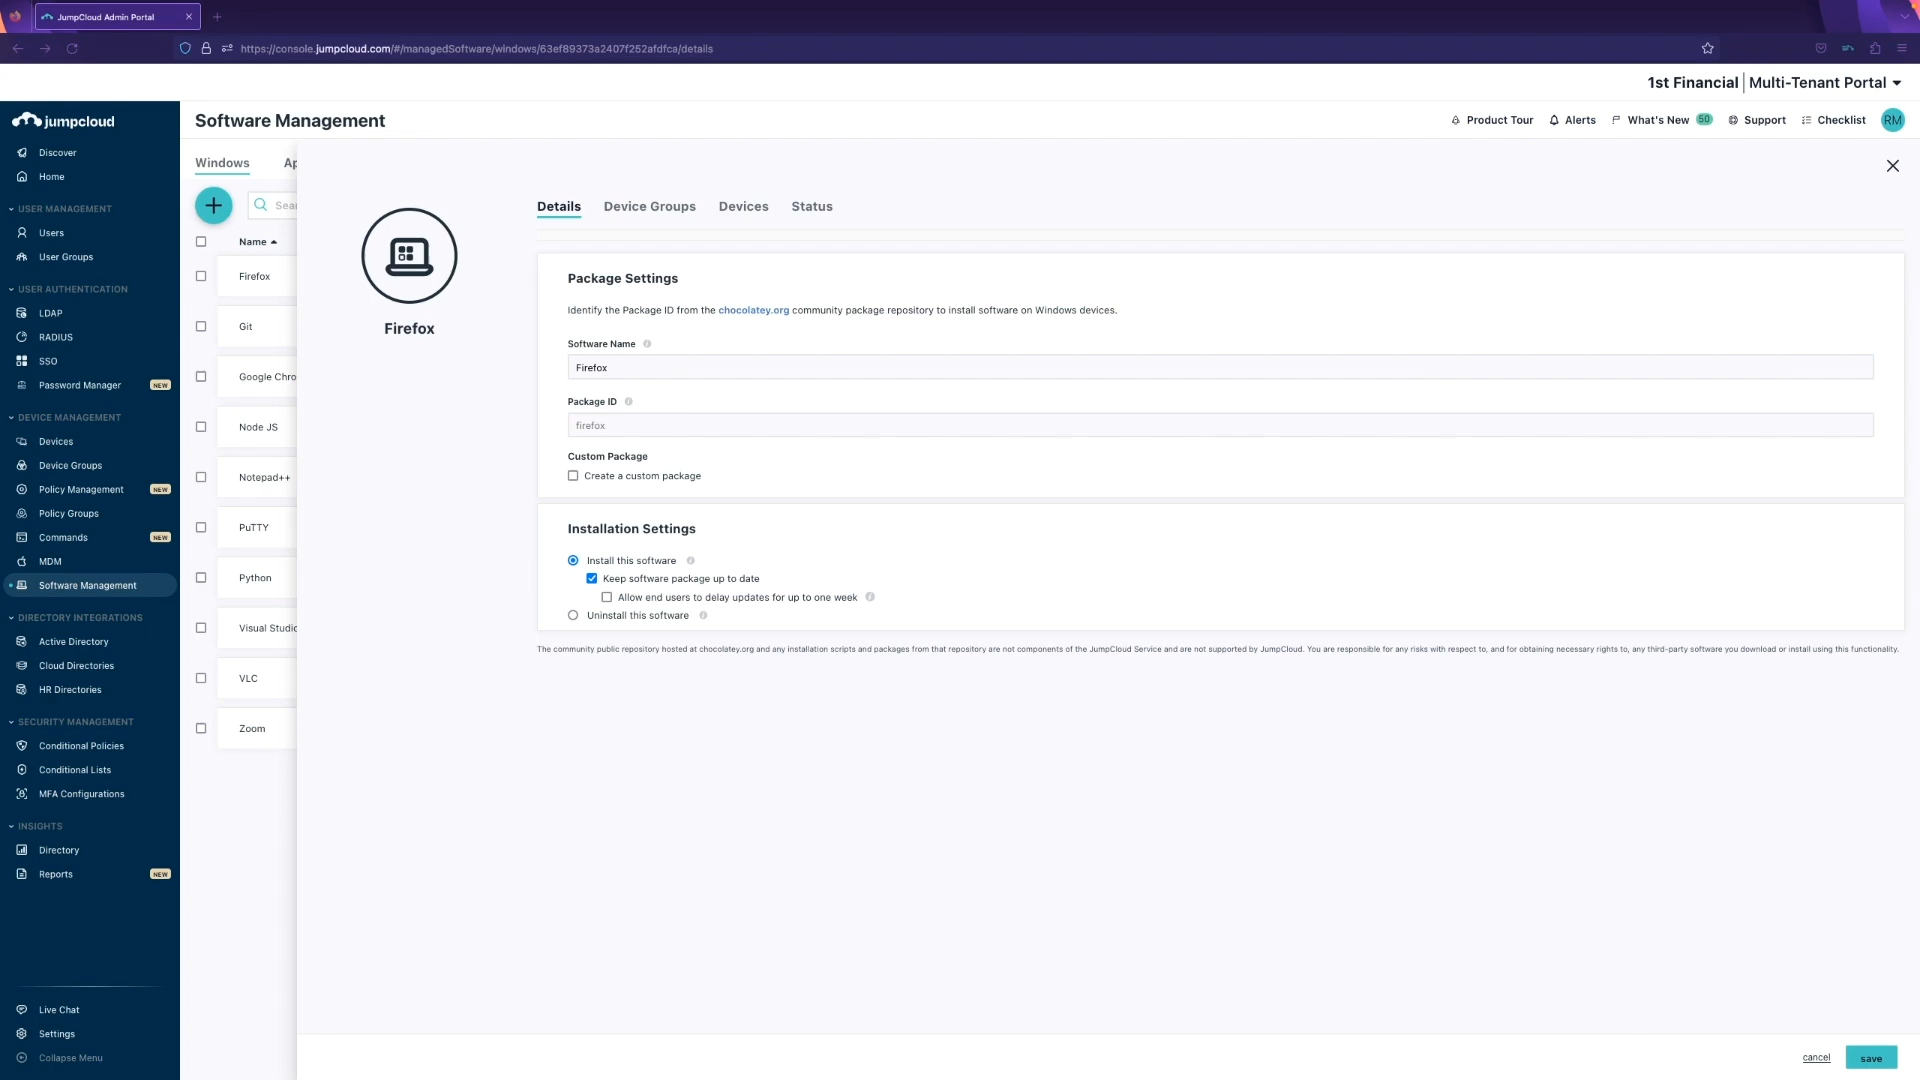 JumpCloud Admin Portal
https://console.jumpcloud.com/#/managedSoftware/windows/63ef89373a2407f252afdfca/details
1st Financial | Multi-Tenant Portal
jumpcloud
Software Management
Product Tour
Alerts
What's New 50
Support
Checklist
RM
Discover
Home
USER MANAGEMENT
Users
User Groups
USER AUTHENTICATION
LDAP
RADIUS
SSO
Password Manager NEW
DEVICE MANAGEMENT
Devices
Device Groups
Policy Management NEW
Policy Groups
Commands NEW
MDM
Software Management
DIRECTORY INTEGRATIONS
Active Directory
Cloud Directories
HR Directories
SECURITY MANAGEMENT
Conditional Policies
Conditional Lists
MFA Configurations
INSIGHTS
Directory
Reports NEW
Live Chat
Settings
Collapse Menu
Windows Ap
Sear
Name
Firefox
Git
Google Chro
Node JS
Notepad++
PuTTY
Python
Visual Studio
VLC
Zoom
Firefox
Details Device Groups Devices Status
Package Settings
Identify the Package ID from the chocolatey.org community package repository to install software on Windows devices.
Software Name
Firefox
Package ID
firefox
Custom Package
Create a custom package
Installation Settings
Install this software
Keep software package up to date
Allow end users to delay updates for up to one week
Uninstall this software
The community public repository hosted at chocolatey.org and any installation scripts and packages from that repository are not components of the JumpCloud Service and are not supported by JumpCloud. You are responsible for any risks with respect to, and for obtaining necessary rights to, any third-party software you download or install using this functionality.
cancel save